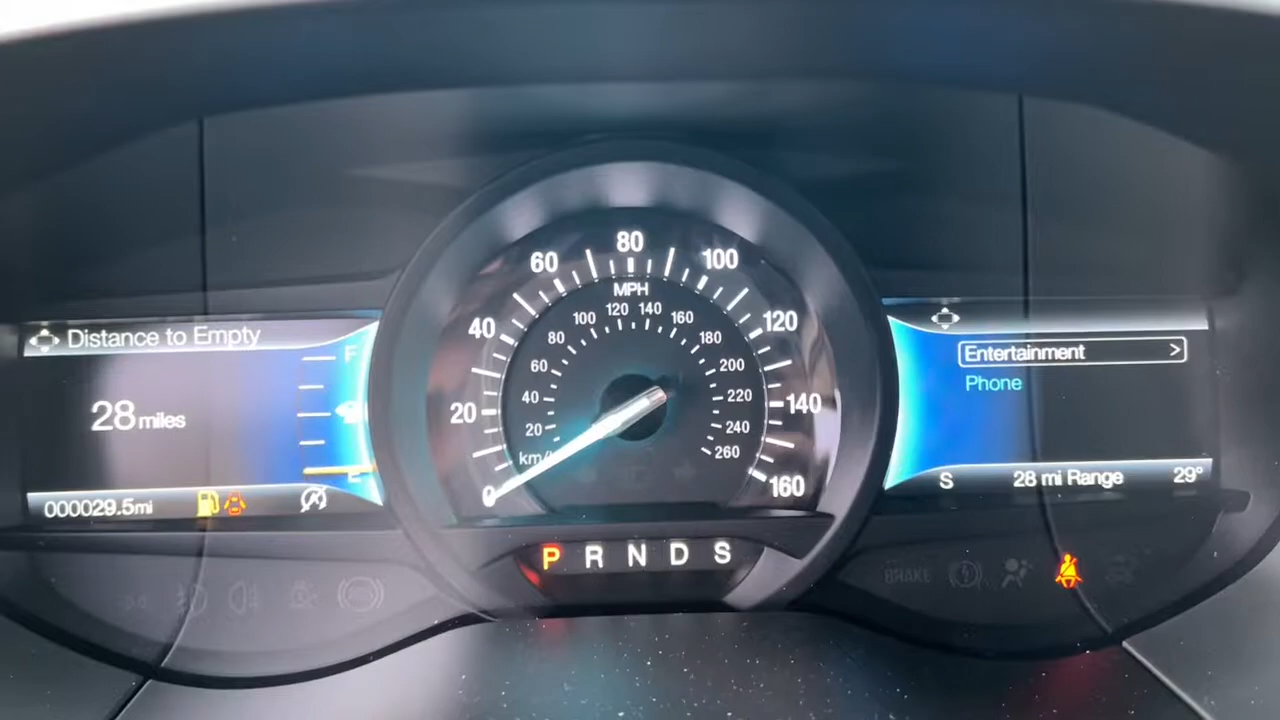 Distance to Empty
28 miles
F
E
000029.5mi
0
20
40
60
80
100
120
140
160
MPH
20
40
60
80
100
120
140
160
180
200
220
240
260
P R N D S
Entertainment >
Phone
S 28 mi Range 29°
BRAKE